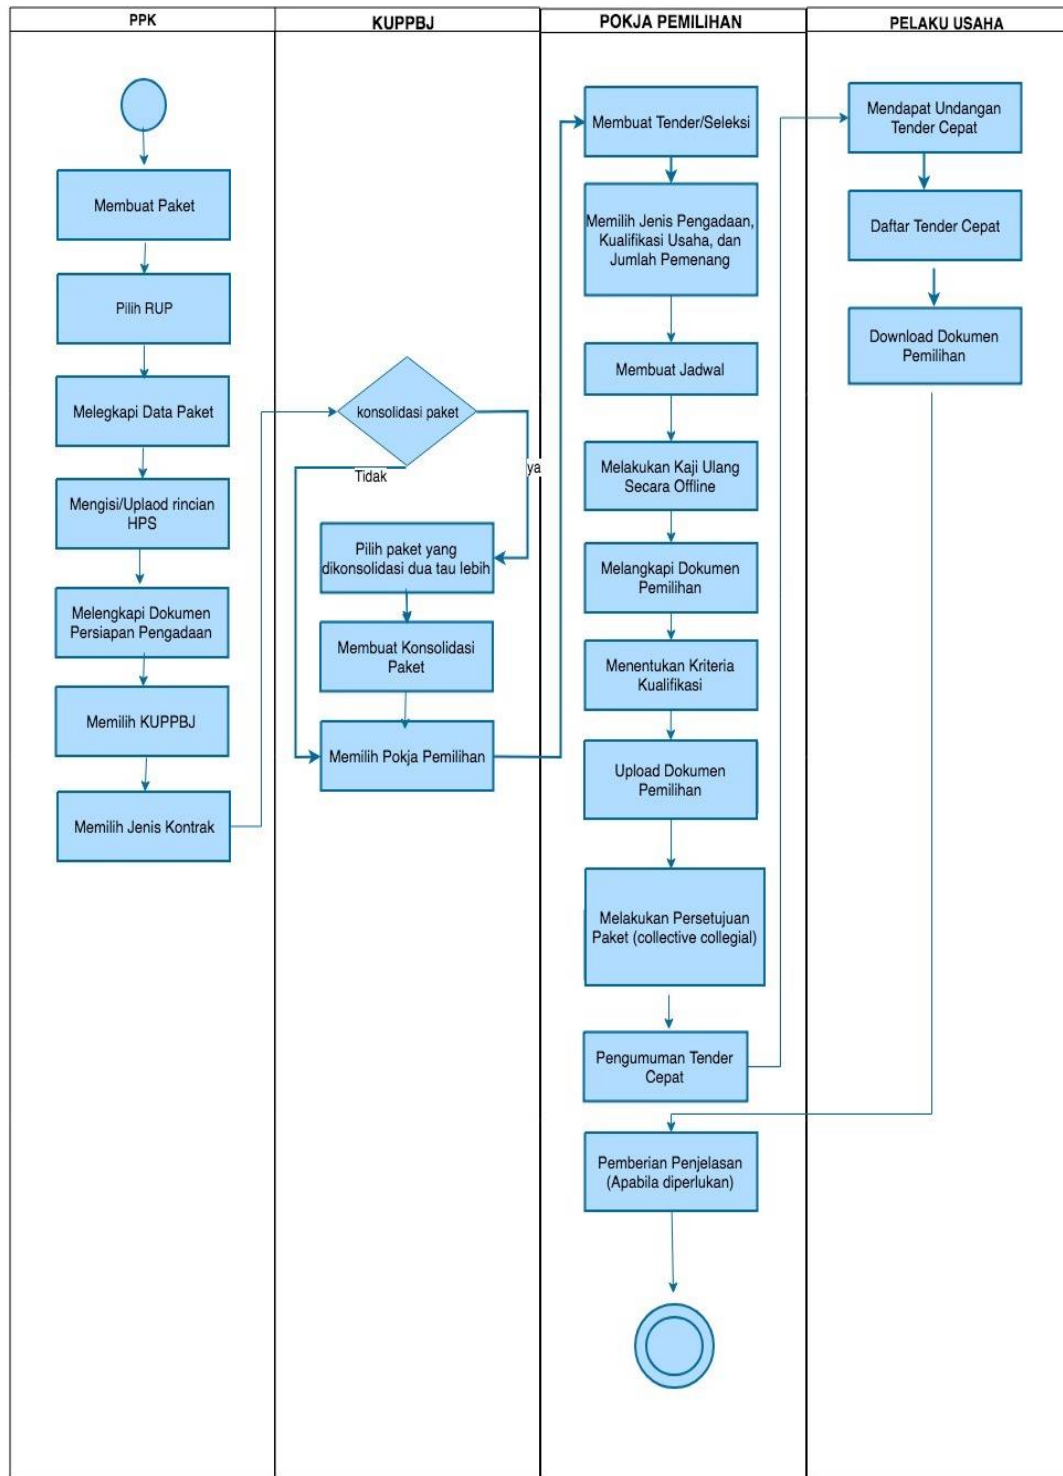 PPK
KUPPBJ
POKJA PEMILIHAN
PELAKU USAHA
Membuat Paket
Pilih RUP
Melegkapi Data Paket
Mengisi/Uplaod rincian
HPS
Melengkapi Dokumen
Persiapan Pengadaan
Memilih KUPPBJ
Memilih Jenis Kontrak
konsolidasi paket
Tidak
ya
Pilih paket yang
dikonsolidasi dua tau lebih
Membuat Konsolidasi
Paket
Memilih Pokja Pemilihan
Membuat Tender/Seleksi
Memilih Jenis Pengadaan,
Kualifikasi Usaha, dan
Jumlah Pemenang
Membuat Jadwal
Melakukan Kaji Ulang
Secara Offline
Melangkapi Dokumen
Pemilihan
Menentukan Kriteria
Kualifikasi
Upload Dokumen
Pemilihan
Melakukan Persetujuan
Paket (collective collegial)
Pengumuman Tender
Cepat
Pemberian Penjelasan
(Apabila diperlukan)
Mendapat Undangan
Tender Cepat
Daftar Tender Cepat
Download Dokumen
Pemilihan